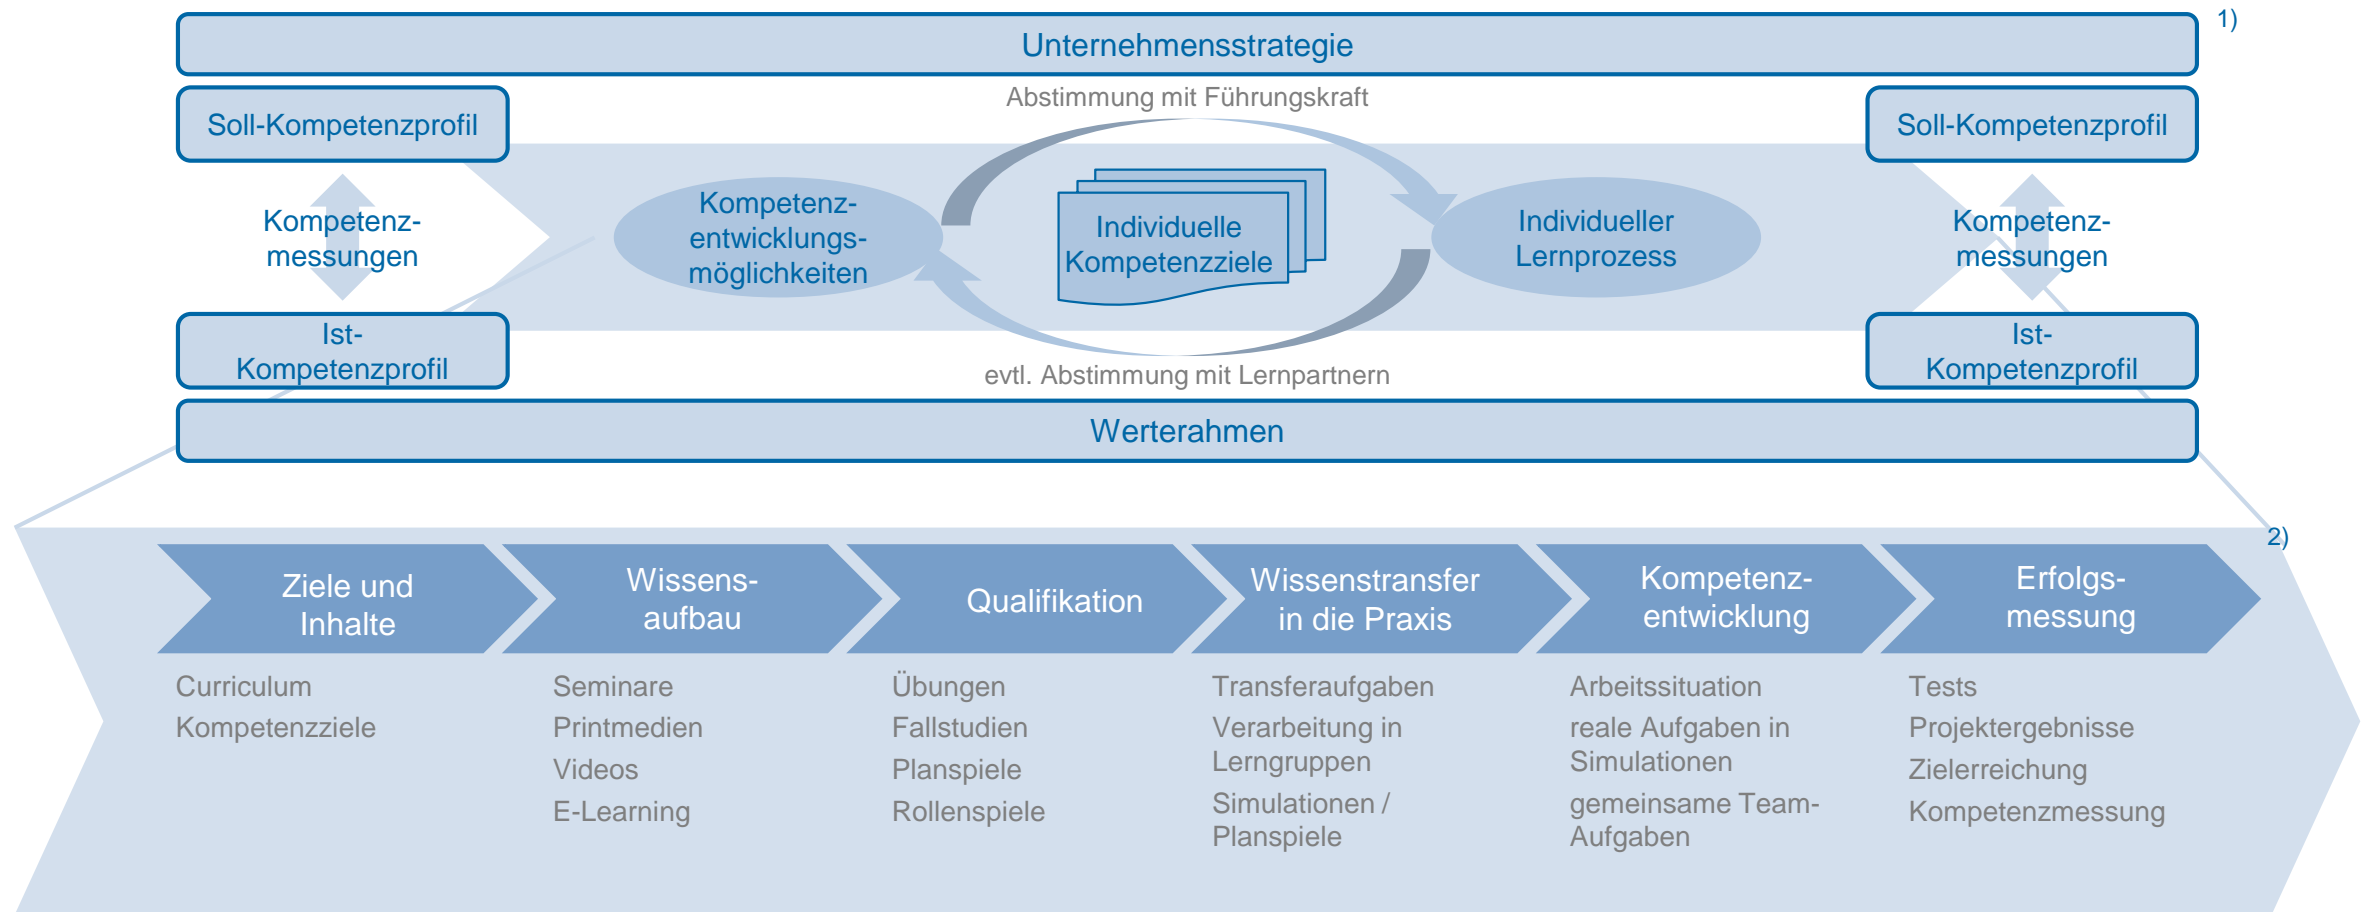 1)
Unternehmensstrategie
Abstimmung mit Führungskraft
Soll-Kompetenzprofil
Soll-Kompetenzprofil
Kompetenz-
messungen
Kompetenz-
entwicklungs-
möglichkeiten
Individuelle
Kompetenzziele
Individueller
Lernprozess
Kompetenz-
messungen
Ist-
Kompetenzprofil
evtl. Abstimmung mit Lernpartnern
Ist-
Kompetenzprofil
Werterahmen
2)
Ziele und
Inhalte
Wissens-
aufbau
Qualifikation
Wissenstransfer
in die Praxis
Kompetenz-
entwicklung
Erfolgs-
messung
Curriculum
Kompetenzziele
Seminare
Printmedien
Videos
E-Learning
Übungen
Fallstudien
Planspiele
Rollenspiele
Transferaufgaben
Verarbeitung in
Lerngruppen
Simulationen /
Planspiele
Arbeitssituation
reale Aufgaben in
Simulationen
gemeinsame Team-
Aufgaben
Tests
Projektergebnisse
Zielerreichung
Kompetenzmessung